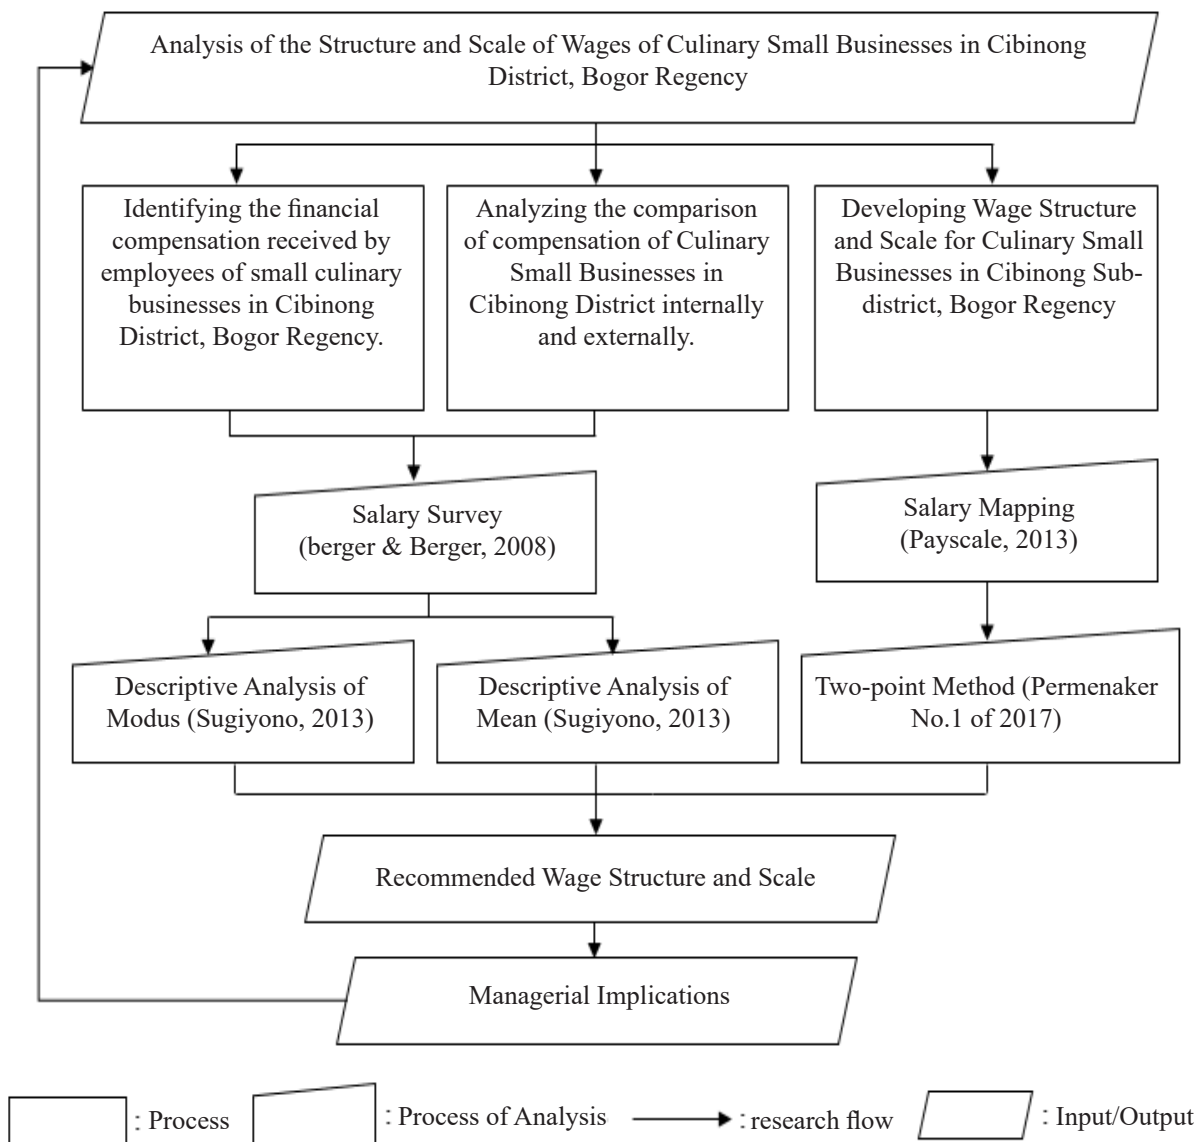 Analysis of the Structure and Scale of Wages of Culinary Small Businesses in Cibinong
District, Bogor Regency
Identifying the financial
compensation received by
employees of small culinary
businesses in Cibinong
District, Bogor Regency.
Analyzing the comparison
of compensation of Culinary
Small Businesses in
Cibinong District internally
and externally.
Developing Wage Structure
and Scale for Culinary Small
Businesses in Cibinong Sub-
district, Bogor Regency
Salary Survey
(berger & Berger, 2008)
Salary Mapping
(Payscale, 2013)
Descriptive Analysis of
Modus (Sugiyono, 2013)
Descriptive Analysis of
Mean (Sugiyono, 2013)
Two-point Method (Permenaker
No.1 of 2017)
Recommended Wage Structure and Scale
Managerial Implications
: Process
: Process of Analysis
: research flow
: Input/Output